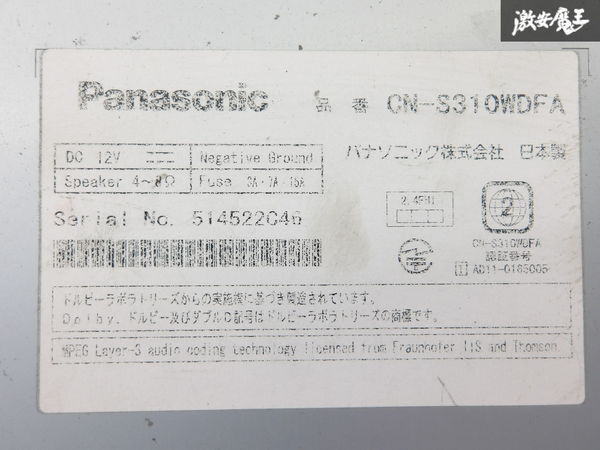 激安魔王
Panasonic 品番 CN-S310WDFA
DC 12V Negative Ground
パナソニック株式会社 日本製
Speaker 4~8Ω Fuse 3A・7A・15A
2.4FH1
2
Serial No. 514522046
CN-S310WDFA
認証番号
T AD11-0185005
ドルビーラボラトリーズからの実施権に基づき製造されています。
Dolby、ドルビー及びダブルD記号はドルビーラボラトリーズの商標です。
MPEG Layer-3 audio coding technology licensed from Fraunhofer IIS and Thomson.